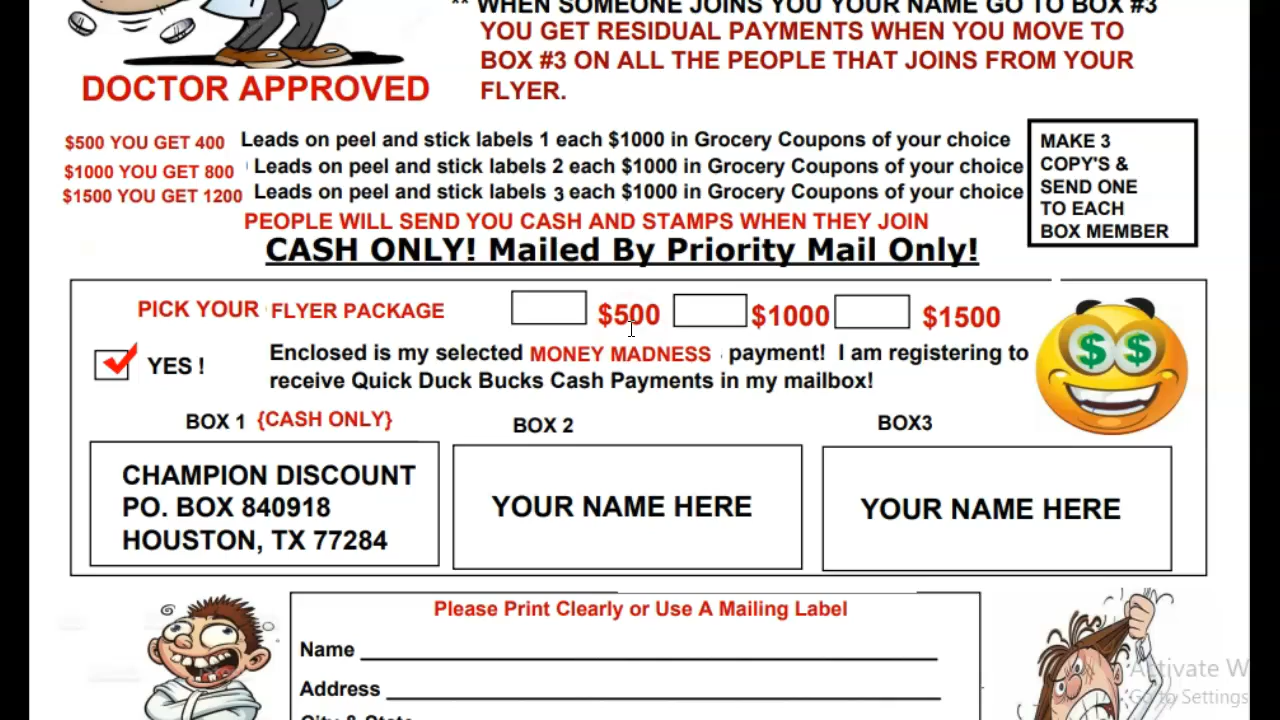 ** WHEN SOMEONE JOINS YOU YOUR NAME GO TO BOX #3
YOU GET RESIDUAL PAYMENTS WHEN YOU MOVE TO
BOX #3 ON ALL THE PEOPLE THAT JOINS FROM YOUR
FLYER.
DOCTOR APPROVED
$500 YOU GET 400 Leads on peel and stick labels 1 each $1000 in Grocery Coupons of your choice
$1000 YOU GET 800 Leads on peel and stick labels 2 each $1000 in Grocery Coupons of your choice
$1500 YOU GET 1200 Leads on peel and stick labels 3 each $1000 in Grocery Coupons of your choice
MAKE 3
COPY'S &
SEND ONE
TO EACH
BOX MEMBER
PEOPLE WILL SEND YOU CASH AND STAMPS WHEN THEY JOIN
CASH ONLY! Mailed By Priority Mail Only!
PICK YOUR FLYER PACKAGE $500 $1000 $1500
YES ! Enclosed is my selected MONEY MADNESS payment! I am registering to
receive Quick Duck Bucks Cash Payments in my mailbox!
BOX 1 {CASH ONLY} BOX 2 BOX3
CHAMPION DISCOUNT
PO. BOX 840918
HOUSTON, TX 77284
YOUR NAME HERE
YOUR NAME HERE
Please Print Clearly or Use A Mailing Label
Name
Address
City & State
Activate W
Go to Settings